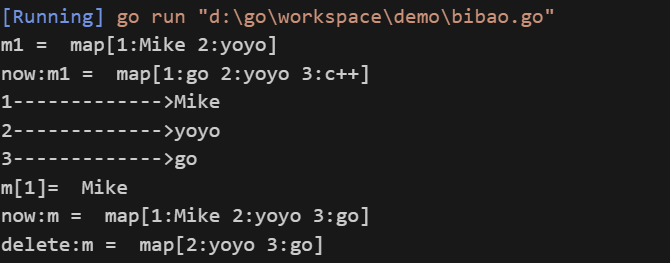 [Running] go run "d:\go\workspace\demo\bibao.go"
m1 =  map[1:Mike 2:yoyo]
now:m1 =  map[1:go 2:yoyo 3:c++]
1------------->Mike
2------------->yoyo
3------------->go
m[1]=  Mike
now:m =  map[1:Mike 2:yoyo 3:go]
delete:m =  map[2:yoyo 3:go]